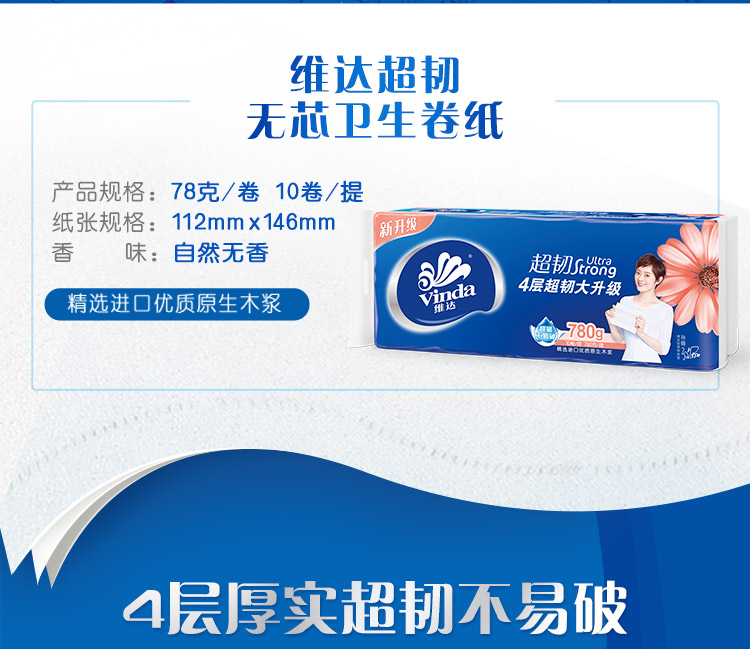 维达超韧
无芯卫生卷纸
产品规格：78克/卷 10卷/提
纸张规格：112mmx146mm
香 味：自然无香
精选进口优质原生木浆
新升级
Vinda
维达
超韧 Ultra Strong
4层超韧大升级
780g
精选进口优质原生木浆
4层厚实超韧不易破